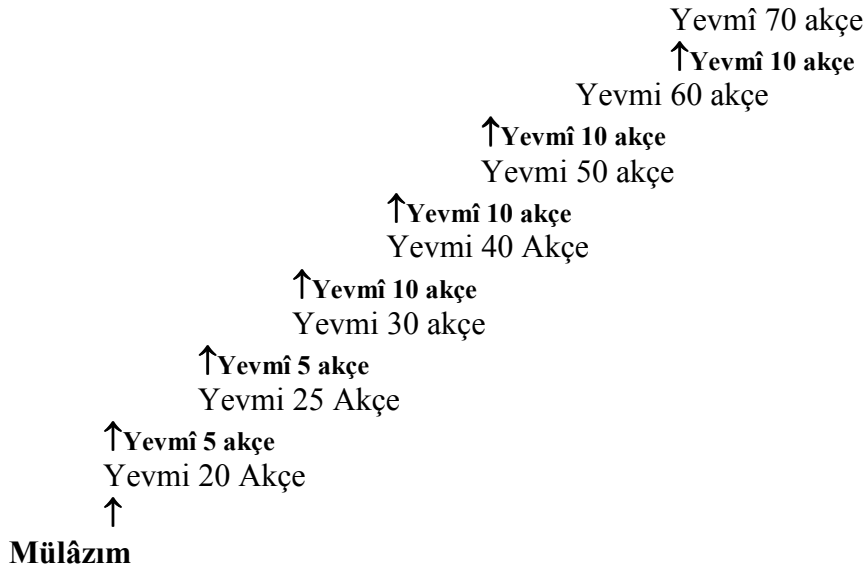 Yevmî 70 akçe
↑Yevmî 10 akçe
Yevmi 60 akçe
↑Yevmî 10 akçe
Yevmi 50 akçe
↑Yevmî 10 akçe
Yevmi 40 Akçe
↑Yevmî 10 akçe
Yevmi 30 akçe
↑Yevmî 5 akçe
Yevmi 25 Akçe
↑Yevmî 5 akçe
Yevmi 20 Akçe
↑
Mülâzım